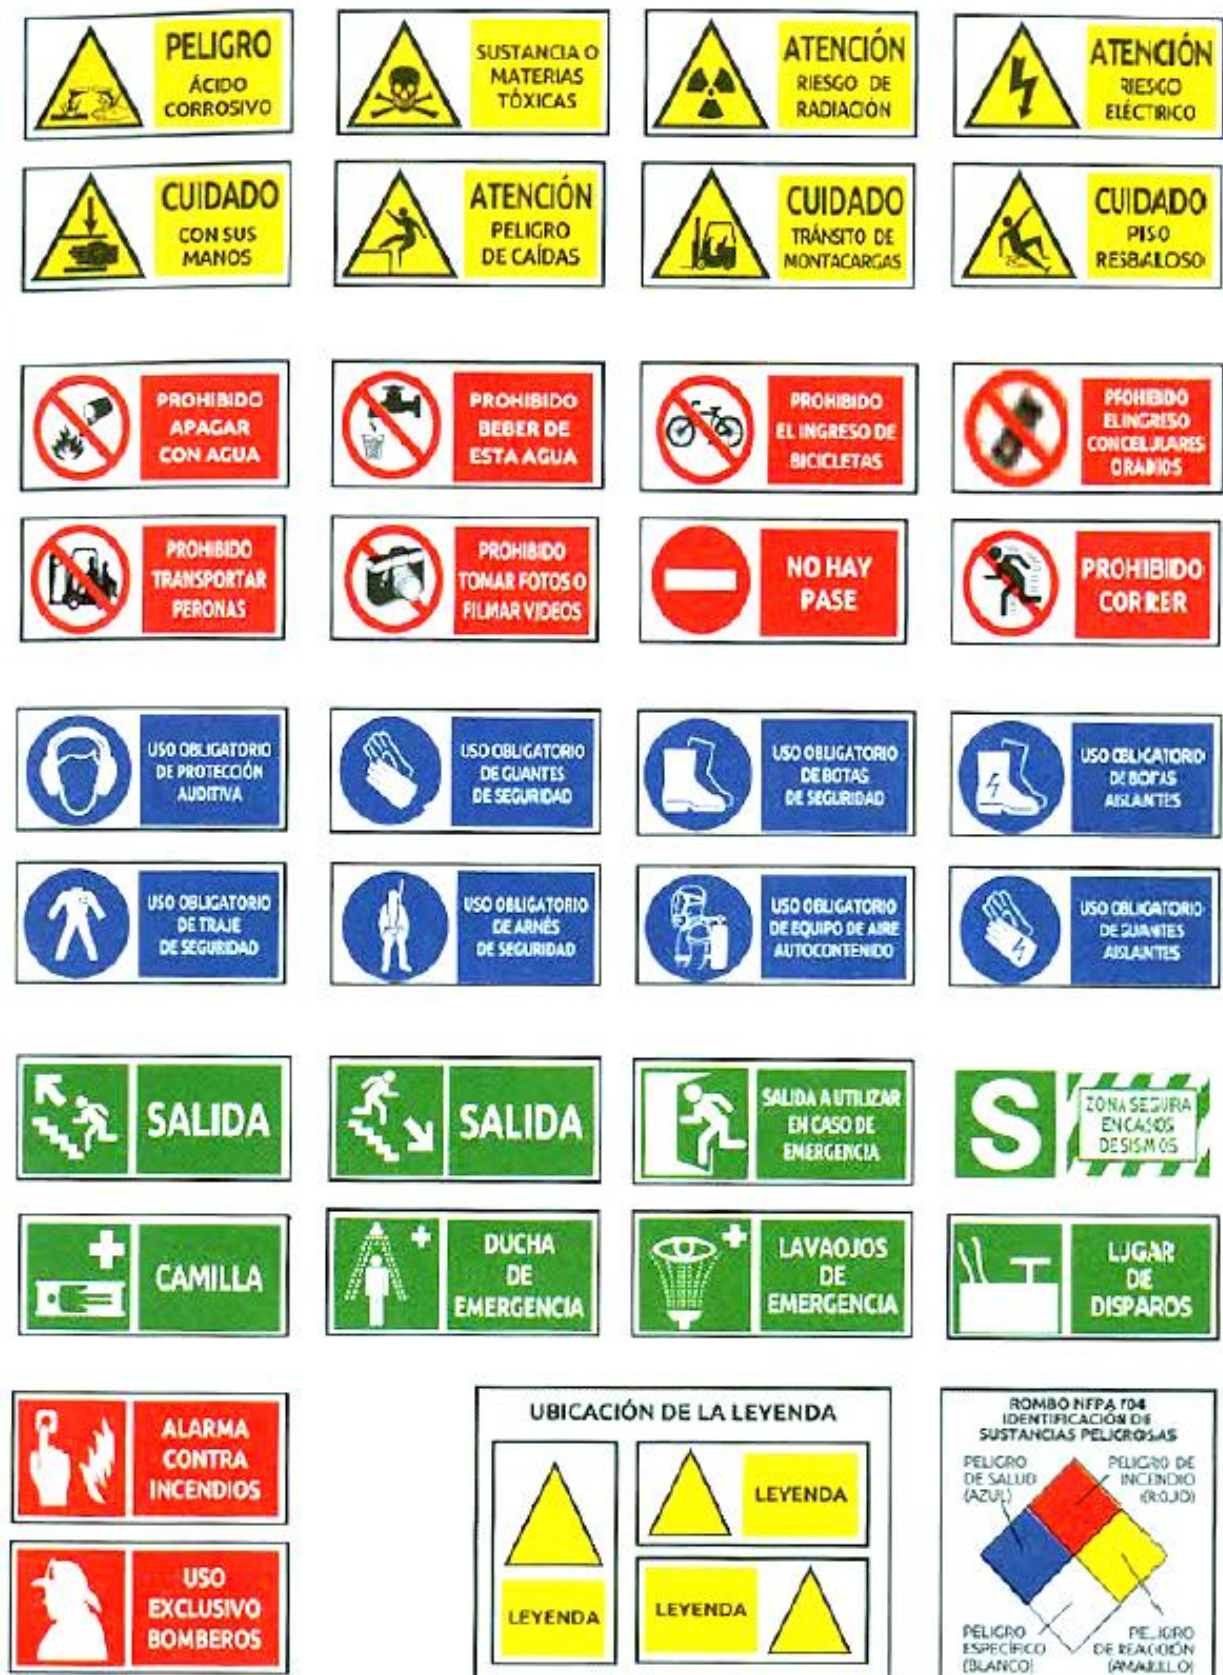 PELIGRO
ÁCIDO
CORROSIVO
SUSTANCIA O
MATERIAS
TÓXICAS
ATENCIÓN
RIESGO DE
RADIACIÓN
ATENCIÓN
RIESGO
ELÉCTRICO
CUIDADO
CON SUS
MANOS
ATENCIÓN
PELIGRO
DE CAÍDAS
CUIDADO
TRÁNSITO DE
MONTACARGAS
CUIDADO
PISO
RESBALOSO
PROHIBIDO
APAGAR
CON AGUA
PROHIBIDO
BEBER DE
ESTA AGUA
PROHIBIDO
EL INGRESO DE
BICICLETAS
PROHIBIDO
EL INGRESO
CON CELULARES
O RADIOS
PROHIBIDO
TRANSPORTAR
PERONAS
PROHIBIDO
TOMAR FOTOS O
FILMAR VIDEOS
NO HAY
PASE
PROHIBIDO
CORRER
USO OBLIGATORIO
DE PROTECCIÓN
AUDITIVA
USO OBLIGATORIO
DE GUANTES
DE SEGURIDAD
USO OBLIGATORIO
DE BOTAS
DE SEGURIDAD
USO OBLIGATORIO
DE BOTAS
AISLANTES
USO OBLIGATORIO
DE TRAJE
DE SEGURIDAD
USO OBLIGATORIO
DE ARNÉS
DE SEGURIDAD
USO OBLIGATORIO
DE EQUIPO DE AIRE
AUTOCONTENIDO
USO OBLIGATORIO
DE GUANTES
AISLANTES
SALIDA
SALIDA
SALIDA A UTILIZAR
EN CASO DE
EMERGENCIA
S
ZONA SEGURA
EN CASOS
DE SISMOS
CAMILLA
DUCHA
DE
EMERGENCIA
LAVAOJOS
DE
EMERGENCIA
LUGAR
DE
DISPAROS
ALARMA
CONTRA
INCENDIOS
USO
EXCLUSIVO
BOMBEROS
UBICACIÓN DE LA LEYENDA
LEYENDA
LEYENDA
LEYENDA
ROMBO NFPA 704
IDENTIFICACIÓN DE
SUSTANCIAS PELIGROSAS
PELIGRO
DE SALUD
(AZUL)
PELIGRO DE
INCENDIO
(ROJO)
PELIGRO
ESPECÍFICO
(BLANCO)
PELIGRO
DE REACCIÓN
(AMARILLO)